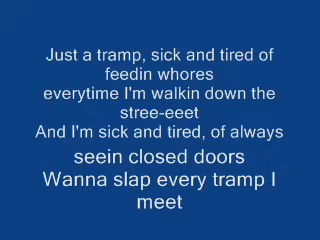 Just a tramp, sick and tired of
feedin whores
everytime I'm walkin down the
stree-eeet
And I'm sick and tired, of always
seein closed doors
Wanna slap every tramp I
meet